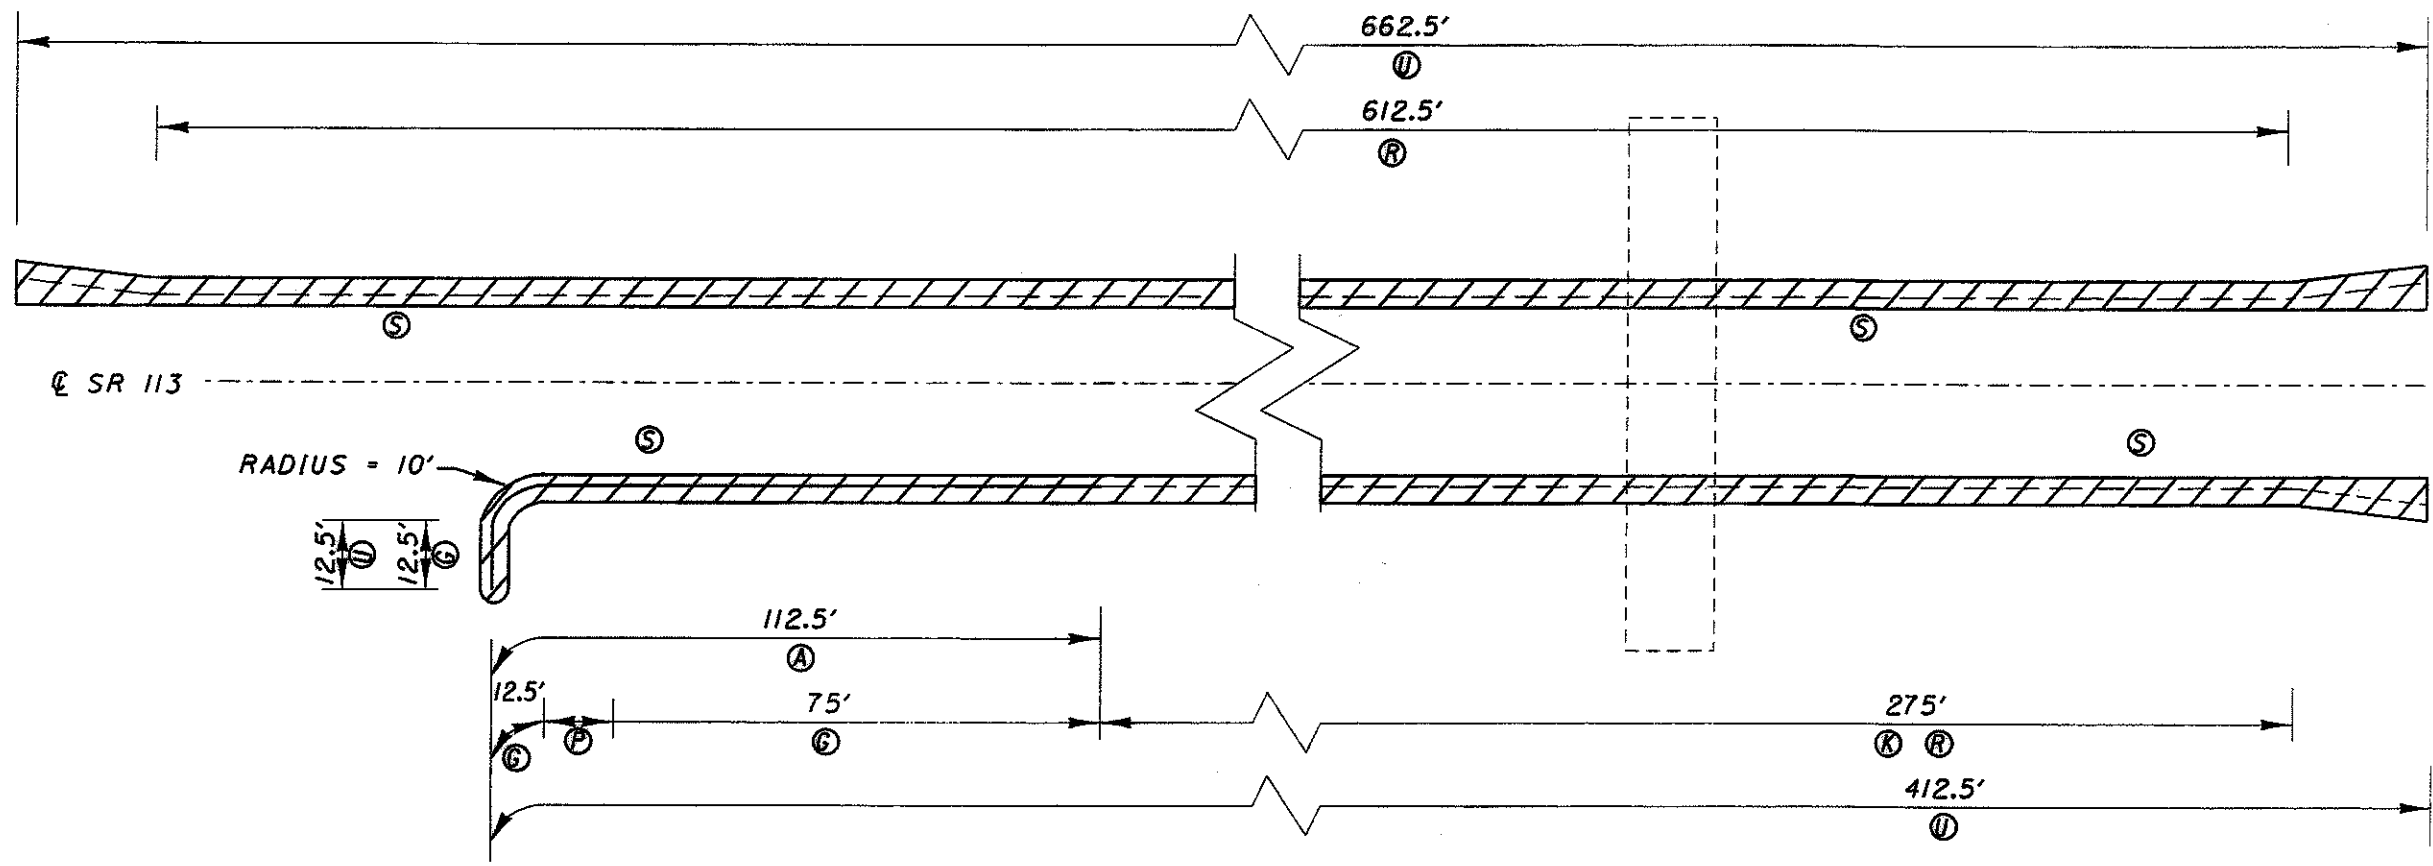 662.5'
U
612.5'
R
S
S
℄ SR 113
S
S
RADIUS = 10'
12.5'
U
12.5'
G
112.5'
A
12.5'
75'
275'
G
P
G
K R
412.5'
U